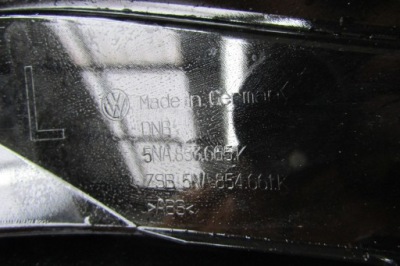 L
Made in Germany
DNB
5NA.853.665.K
ZSB 5NA.854.661.K
>ABS<